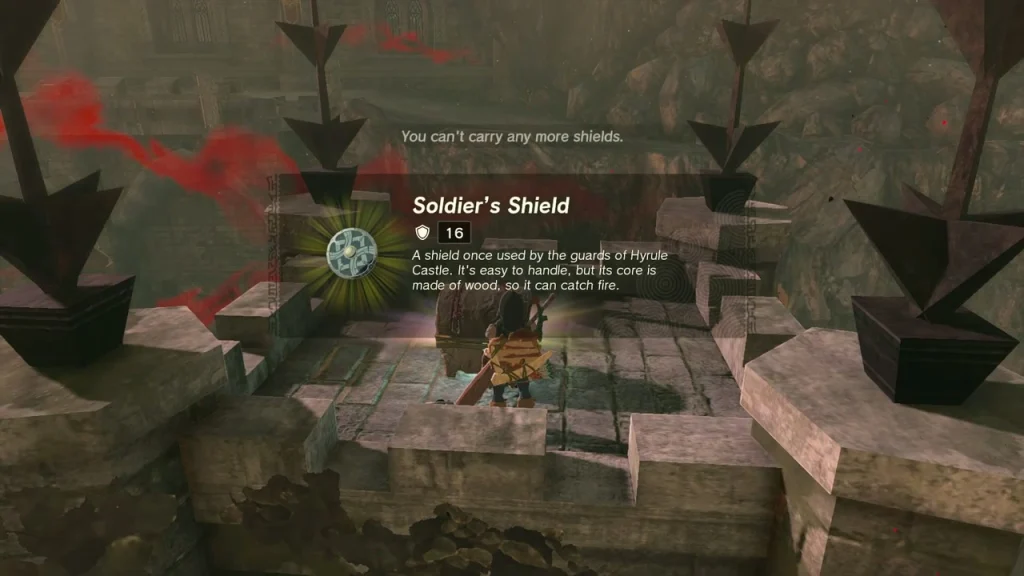 You can't carry any more shields.
Soldier's Shield
16
A shield once used by the guards of Hyrule
Castle. It's easy to handle, but its core is
made of wood, so it can catch fire.